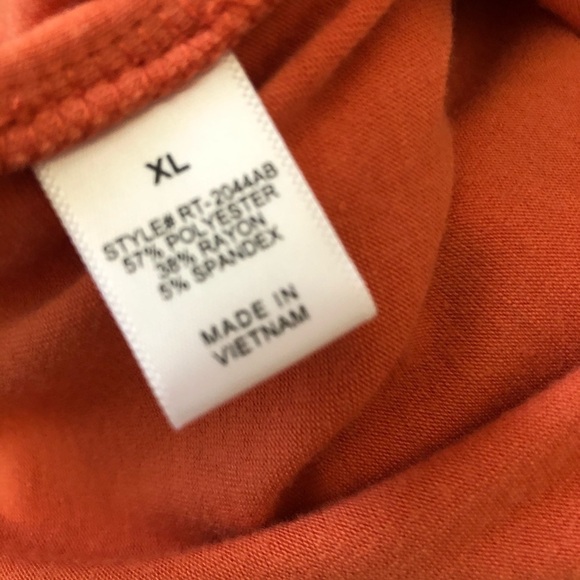 XL
STYLE# RT-2044AB
57% POLYESTER
38% RAYON
5% SPANDEX
MADE IN
VIETNAM